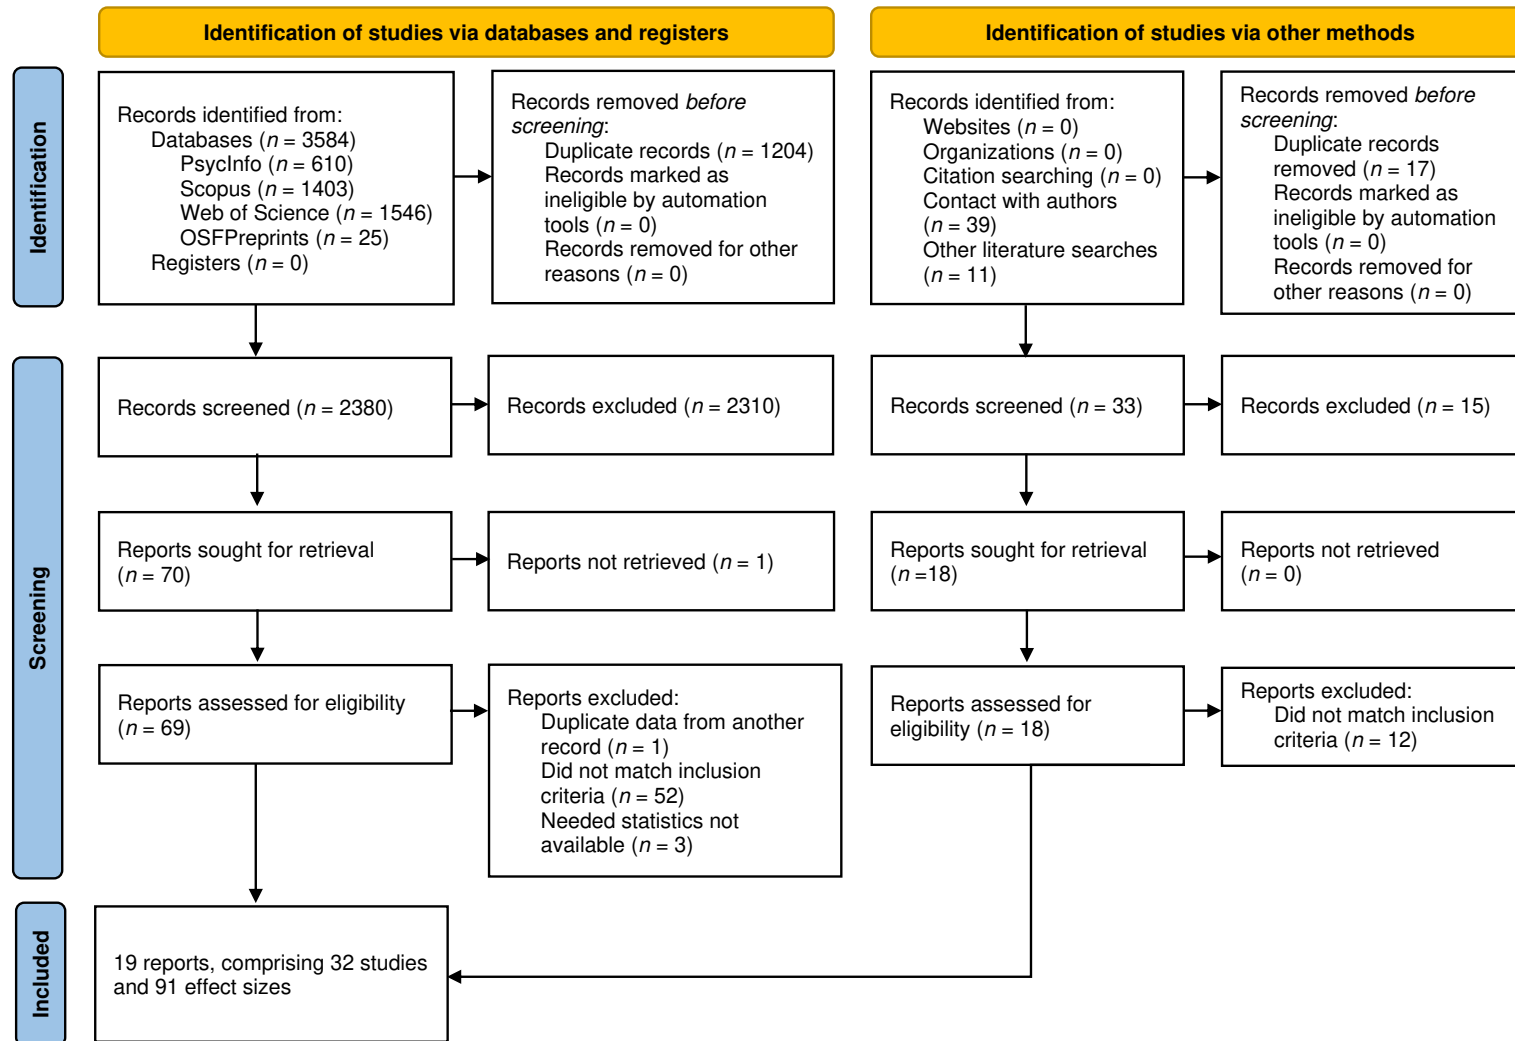 Identification of studies via databases and registers
Identification of studies via other methods
Identification
Records identified from:
Databases (n = 3584)
PsycInfo (n = 610)
Scopus (n = 1403)
Web of Science (n = 1546)
OSFPreprints (n = 25)
Registers (n = 0)
Records removed before
screening:
Duplicate records (n = 1204)
Records marked as
ineligible by automation
tools (n = 0)
Records removed for other
reasons (n = 0)
Records identified from:
Websites (n = 0)
Organizations (n = 0)
Citation searching (n = 0)
Contact with authors
(n = 39)
Other literature searches
(n = 11)
Records removed before
screening:
Duplicate records
removed (n = 17)
Records marked as
ineligible by automation
tools (n = 0)
Records removed for
other reasons (n = 0)
Screening
Records screened (n = 2380)
Records excluded (n = 2310)
Records screened (n = 33)
Records excluded (n = 15)
Reports sought for retrieval
(n = 70)
Reports not retrieved (n = 1)
Reports sought for retrieval
(n =18)
Reports not retrieved
(n = 0)
Reports assessed for eligibility
(n = 69)
Reports excluded:
Duplicate data from another
record (n = 1)
Did not match inclusion
criteria (n = 52)
Needed statistics not
available (n = 3)
Reports assessed for
eligibility (n = 18)
Reports excluded:
Did not match inclusion
criteria (n = 12)
Included
19 reports, comprising 32 studies
and 91 effect sizes